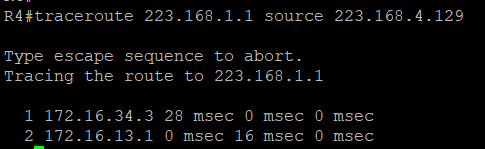 R4#traceroute 223.168.1.1 source 223.168.4.129
Type escape sequence to abort.
Tracing the route to 223.168.1.1
1 172.16.34.3 28 msec 0 msec 0 msec
2 172.16.13.1 0 msec 16 msec 0 msec